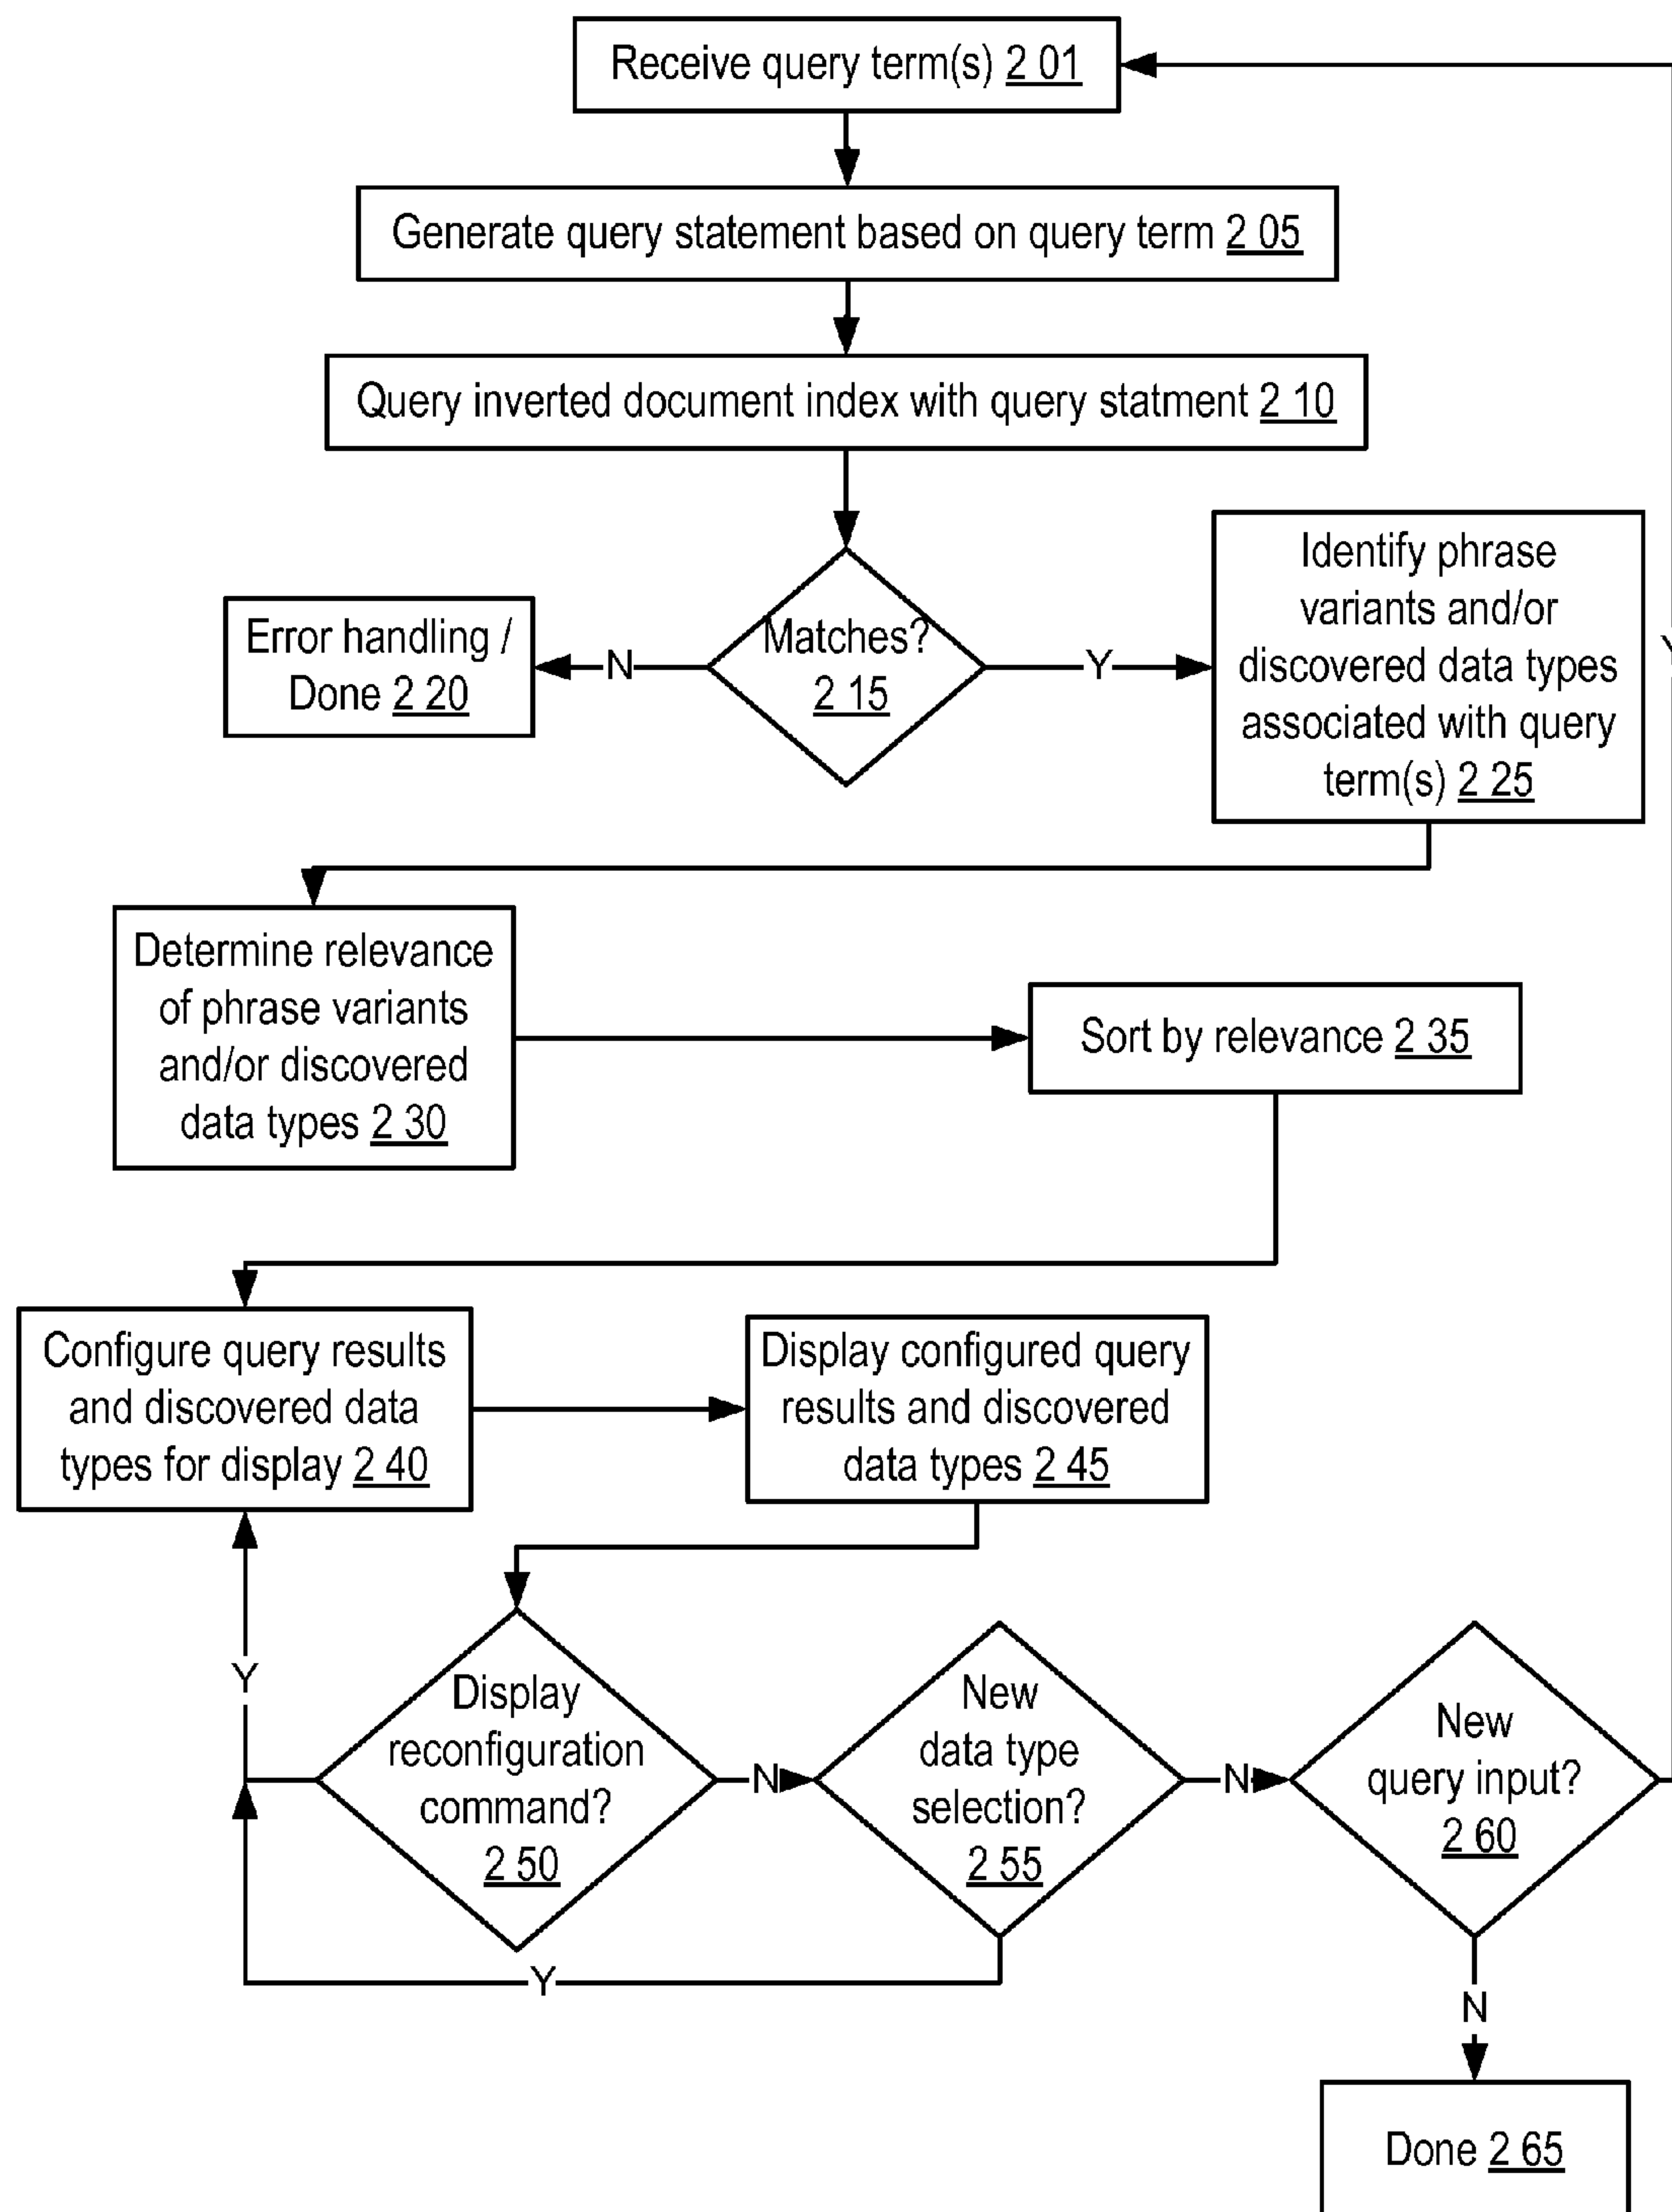 Receive query term(s) 2 01
Generate query statement based on query term 2 05
Query inverted document index with query statment 2 10
Identify phrase
variants and/or
discovered data types
associated with query
term(s) 2 25
Error handling /
Done 2 20
N
Matches?
2 15
Y
Y
Determine relevance
of phrase variants
and/or discovered
data types 2 30
Sort by relevance 2 35
Configure query results
and discovered data
types for display 2 40
Display configured query
results and discovered
data types 2 45
Y
Display
reconfiguration
command?
2 50
N
New
data type
selection?
2 55
N
New
query input?
2 60
Y
N
Done 2 65